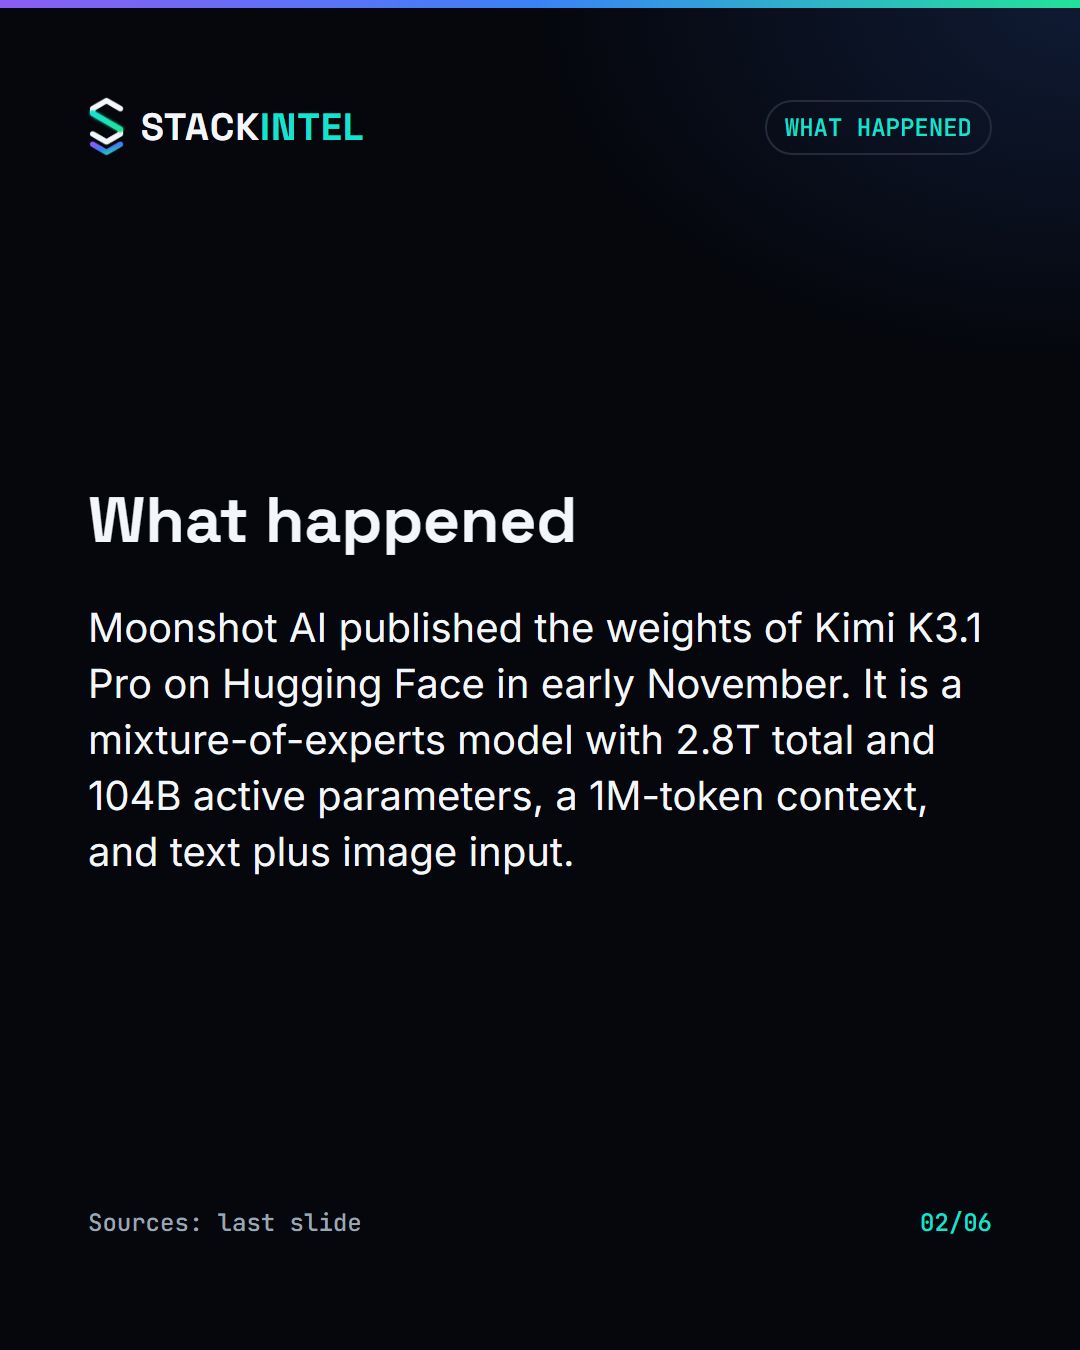 STACKINTEL
WHAT HAPPENED
What happened
Moonshot AI published the weights of Kimi K3.1
Pro on Hugging Face in early November. It is a
mixture-of-experts model with 2.8T total and
104B active parameters, a 1M-token context,
and text plus image input.
Sources: last slide
02/06